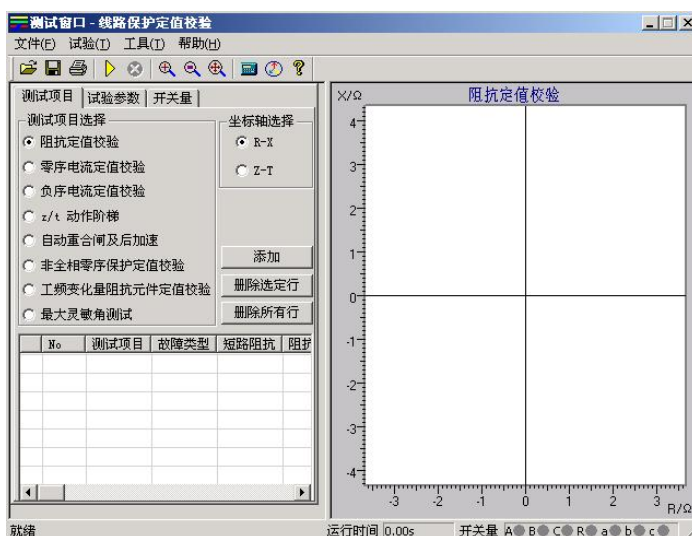 测试窗口 - 线路保护定值校验
文件(F) 试验(T) 工具(T) 帮助(H)
测试项目 试验参数 开关量
测试项目选择
阻抗定值校验
零序电流定值校验
负序电流定值校验
z/t 动作阶梯
自动重合闸及后加速
非全相零序保护定值校验
工频变化量阻抗元件定值校验
最大灵敏角测试
坐标轴选择
R-X
Z-T
添加
删除选定行
删除所有行
No 测试项目 故障类型 短路阻抗 阻抗
X/Ω 阻抗定值校验
4
3
2
1
0
-1
-2
-3
-4
-3 -2 -1 0 1 2 3
R/Ω
就绪 运行时间 0.00s 开关量 A B C R a b c